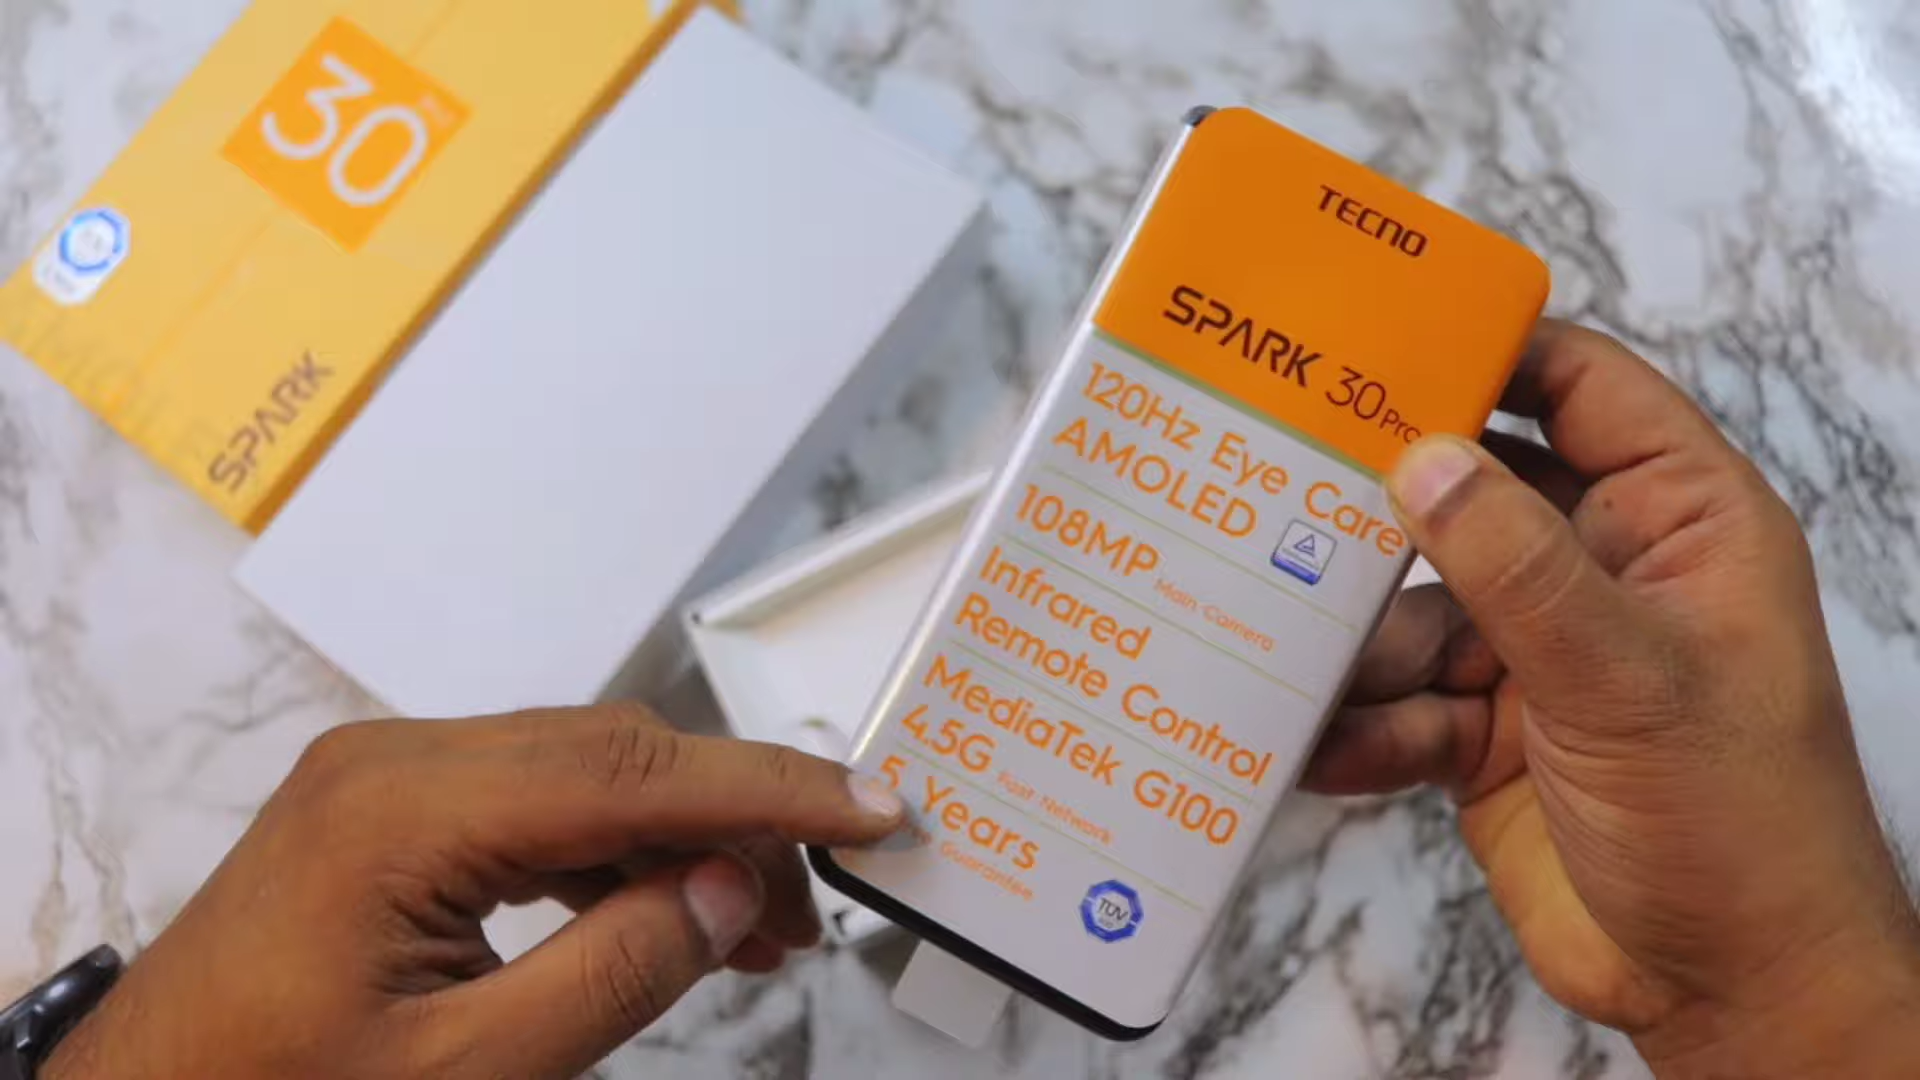 30
SPARK
TECNO
SPARK 30 Pro
120Hz Eye Care
AMOLED
108MP Main Camera
Infrared
Remote Control
MediaTek G100
4.5G Fast Network
5 Years
Guarantee
TÜV